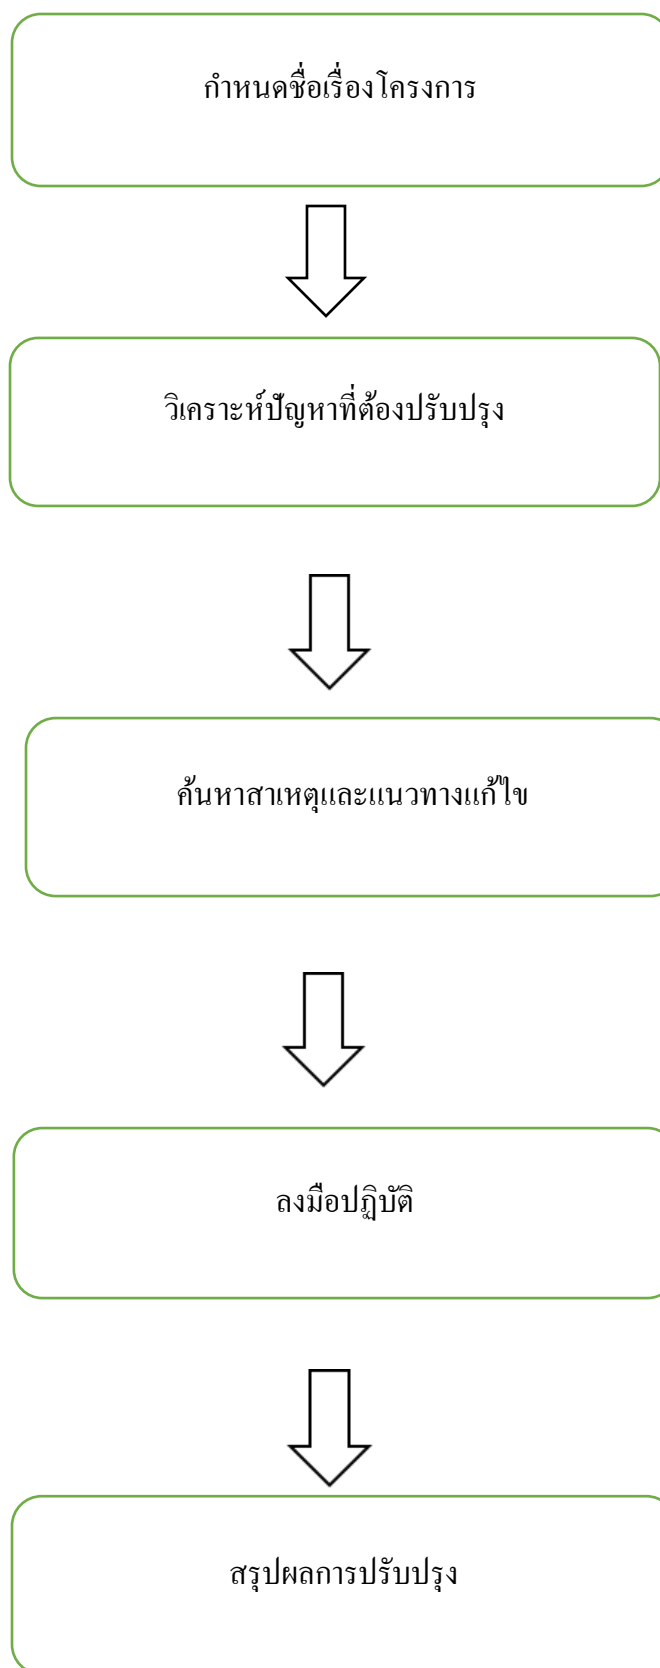 กำหนดชื่อเรื่องโครงการ
วิเคราะห์ปัญหาที่ต้องปรับปรุง
ค้นหาสาเหตุและแนวทางแก้ไข
ลงมือปฏิบัติ
สรุปผลการปรับปรุง